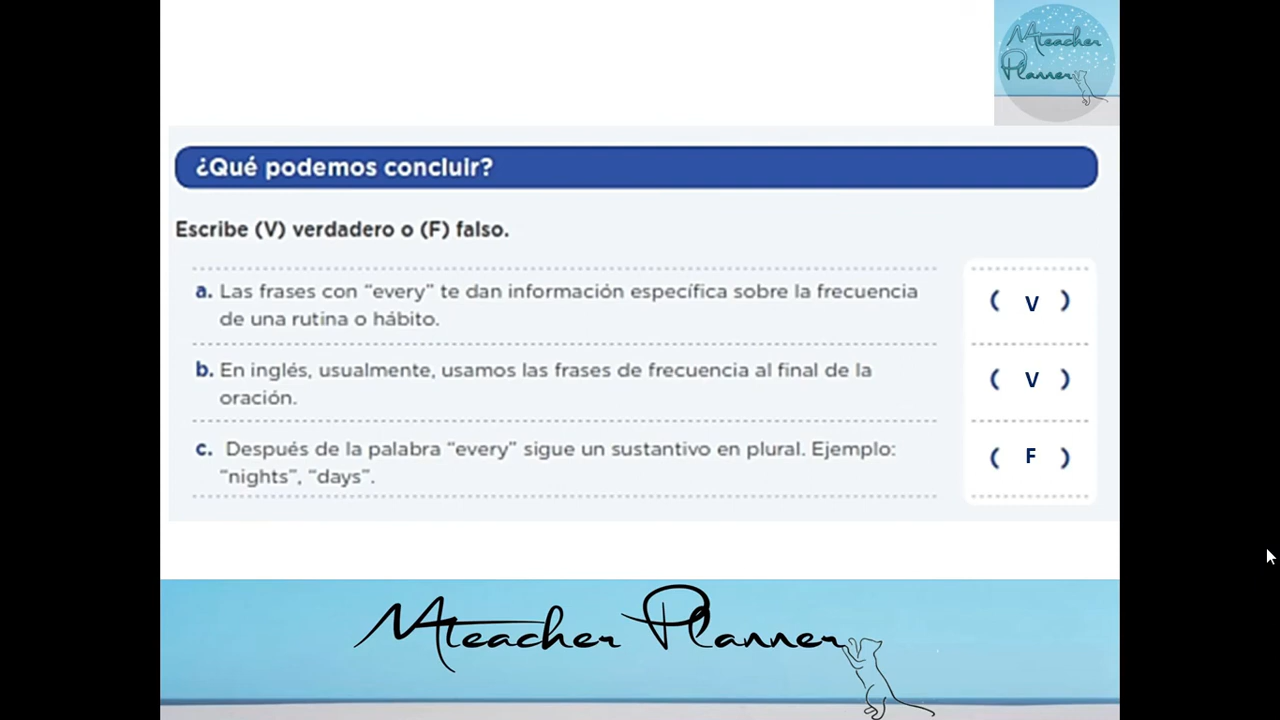 Mteacher
Planner
¿Qué podemos concluir?
Escribe (V) verdadero o (F) falso.
a. Las frases con “every” te dan información específica sobre la frecuencia
de una rutina o hábito.
( V )
b. En inglés, usualmente, usamos las frases de frecuencia al final de la
oración.
( V )
c. Después de la palabra “every” sigue un sustantivo en plural. Ejemplo:
“nights”, “days”.
( F )
Mteacher Planner